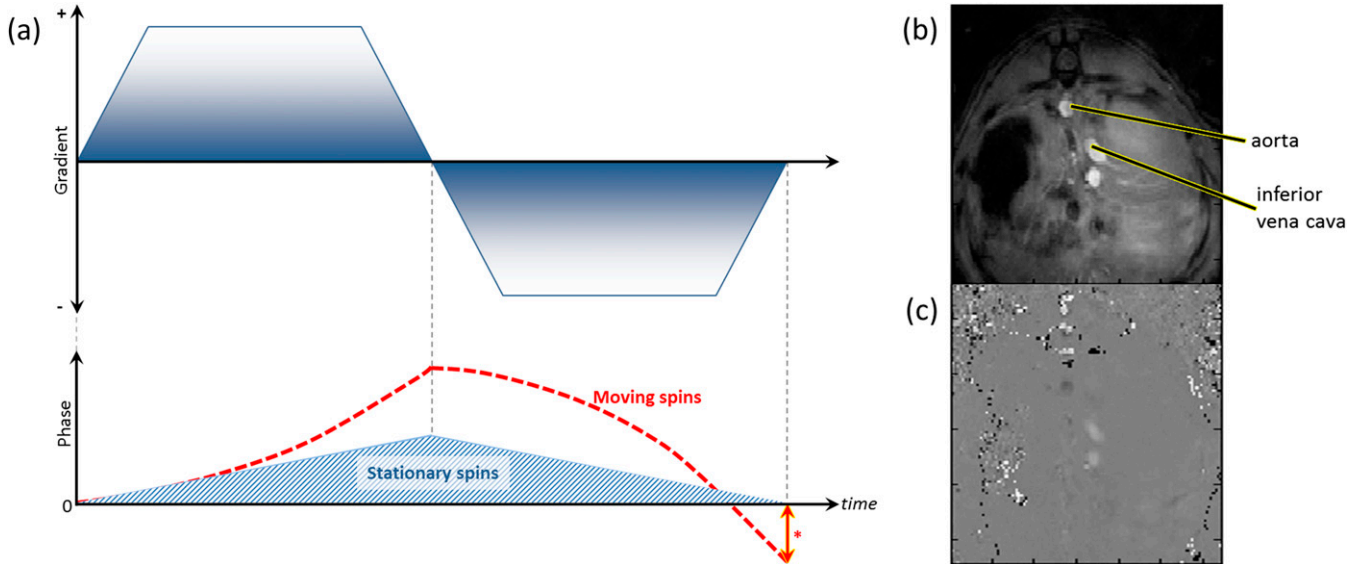 (a)
+
Gradient
-
Phase
0
Moving spins
Stationary spins
time
*
(b)
aorta
inferior
vena cava
(c)